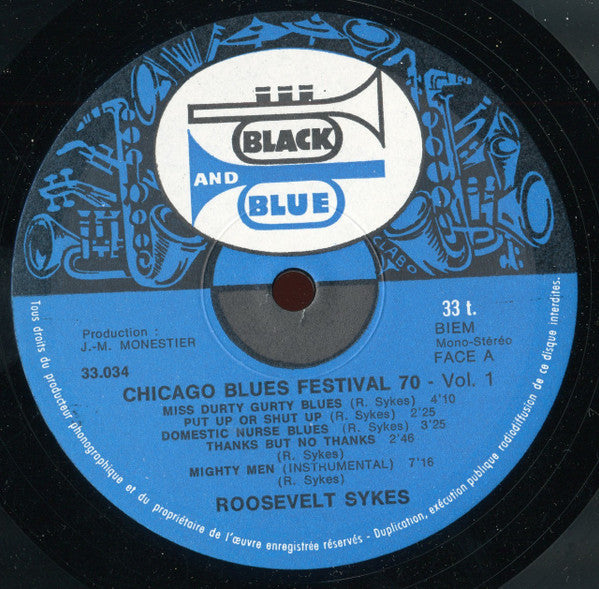 BLACK
AND
BLUE
CLABO
Production :
J.-M. MONESTIER
33.034
33 t.
BIEM
Mono-Stéréo
FACE A
CHICAGO BLUES FESTIVAL 70 - Vol. 1
MISS DURTY GURTY BLUES (R. Sykes) 4'10
PUT UP OR SHUT UP (R. Sykes) 2'25
DOMESTIC NURSE BLUES (R. Sykes) 3'25
THANKS BUT NO THANKS 2'46
(R. Sykes)
MIGHTY MEN (INSTRUMENTAL) 7'16
(R. Sykes)
ROOSEVELT SYKES
Tous droits du producteur phonographique et du propriétaire de l'œuvre enregistrée réservés - Duplication, exécution publique radiodiffusion de ce disque interdites.